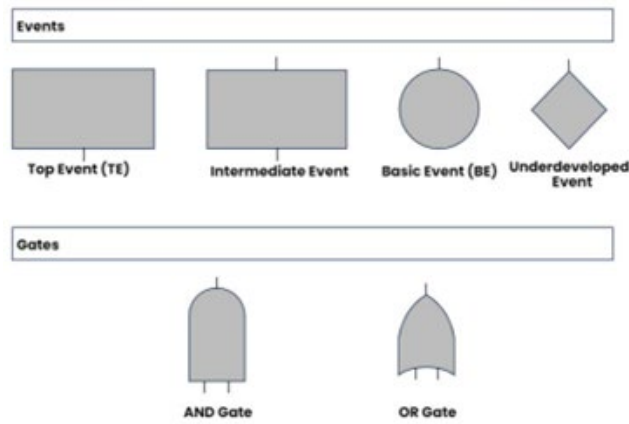 Events
Top Event (TE)
Intermediate Event
Basic Event (BE)
Underdeveloped
Event
Gates
AND Gate
OR Gate